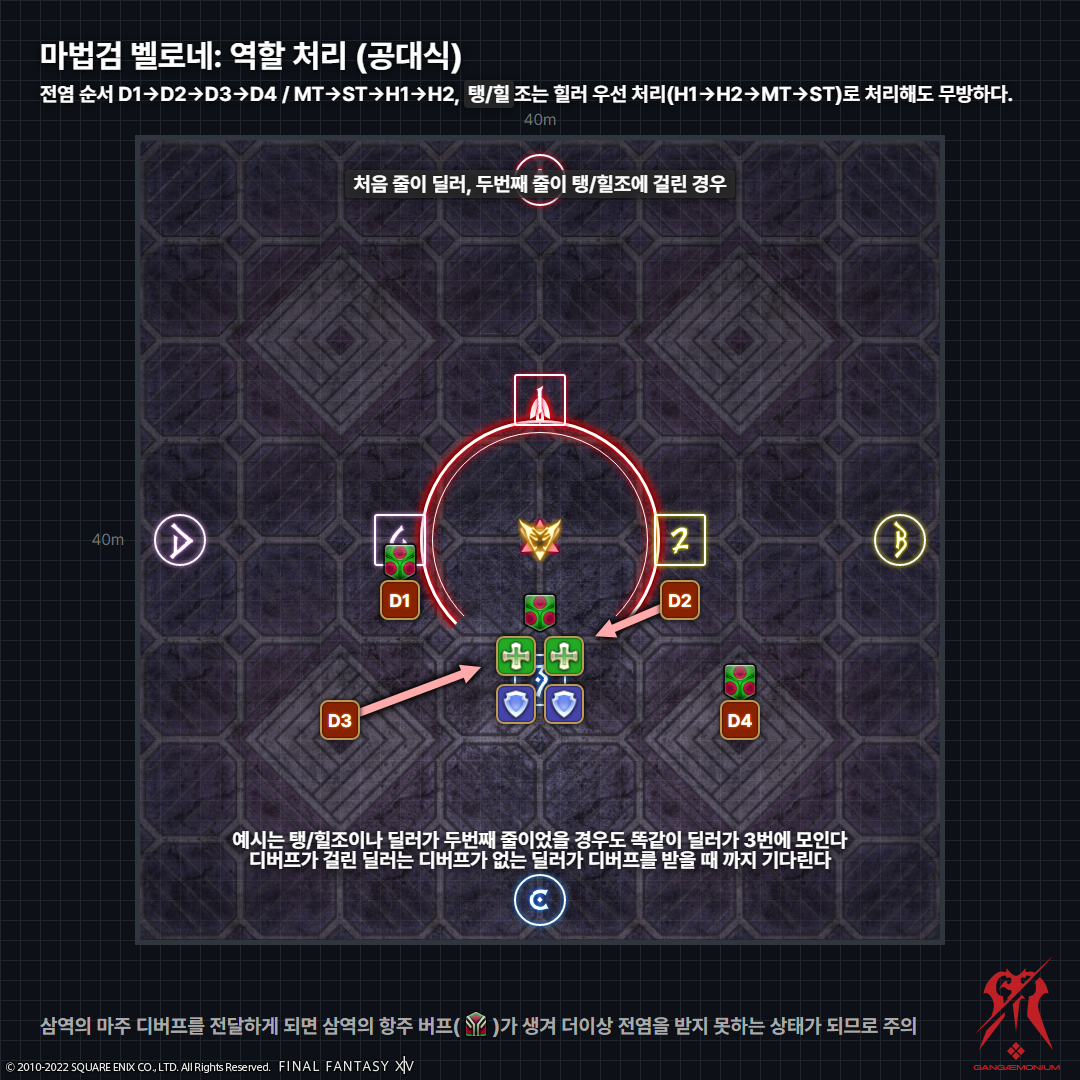 마법검 벨로네: 역할 처리 (공대식)
전염 순서 D1→D2→D3→D4 / MT→ST→H1→H2, 탱/힐 조는 힐러 우선 처리(H1→H2→MT→ST)로 처리해도 무방하다.
40m
처음 줄이 딜러, 두번째 줄이 탱/힐조에 걸린 경우
40m
D
2
B
D1
D2
D3
D4
예시는 탱/힐조이나 딜러가 두번째 줄이었을 경우도 똑같이 딜러가 3번에 모인다
디버프가 걸린 딜러는 디버프가 없는 딜러가 디버프를 받을 때 까지 기다린다
C
삼역의 마주 디버프를 전달하게 되면 삼역의 항주 버프( )가 생겨 더이상 전염을 받지 못하는 상태가 되므로 주의
GANGÆMONIUM
© 2010-2022 SQUARE ENIX CO., LTD. All Rights Reserved. FINAL FANTASY XIV